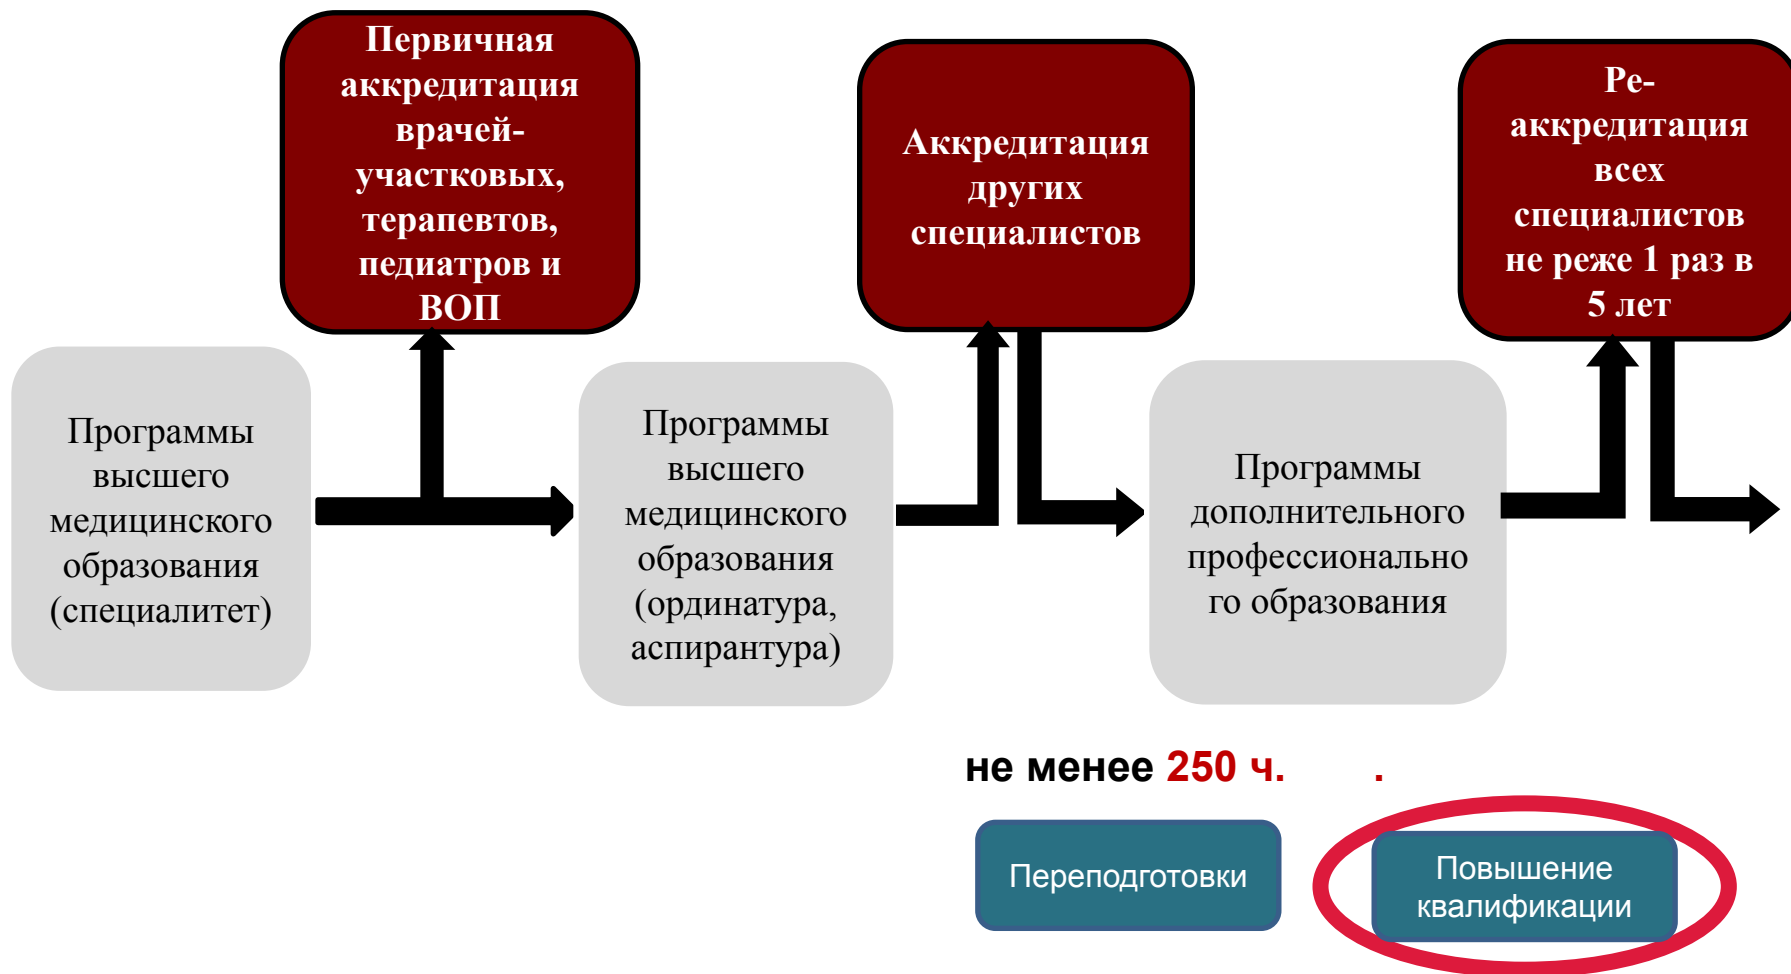 Первичная
аккредитация
врачей-
участковых,
терапевтов,
педиатров и
ВОП
Аккредитация
других
специалистов
Ре-
аккредитация
всех
специалистов
не реже 1 раз в
5 лет
Программы
высшего
медицинского
образования
(специалитет)
Программы
высшего
медицинского
образования
(ординатура,
аспирантура)
Программы
дополнительного
профессионально
го образования
не менее 250 ч. .
Переподготовки
Повышение
квалификации